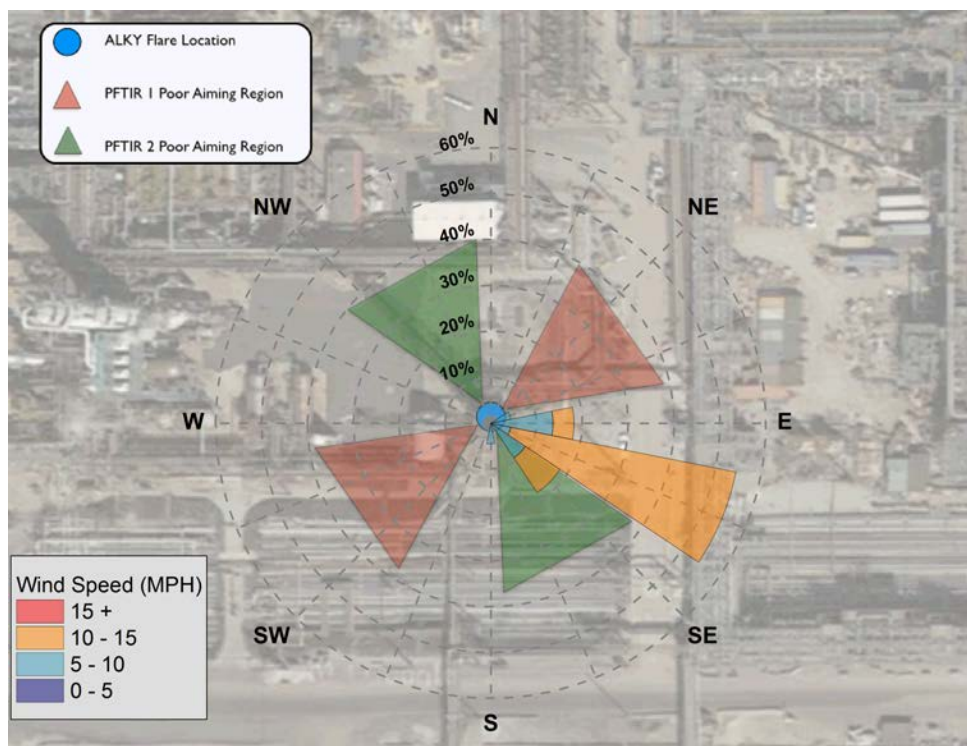 ALKY Flare Location
PFTIR 1 Poor Aiming Region
PFTIR 2 Poor Aiming Region
N
60%
50%
NW
NE
40%
30%
20%
10%
W
E
Wind Speed (MPH)
15 +
10 - 15
5 - 10
0 - 5
SW
SE
S